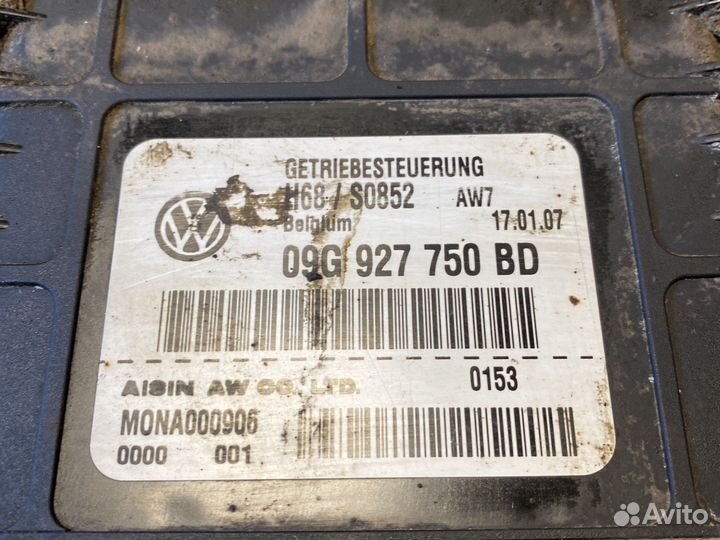 GETRIEBESTEUERUNG
H68 / S0852 AW7
Belgium 17.01.07
09G 927 750 BD
AISIN AW CO., LTD. 0153
MONA000906
0000 001
Avito